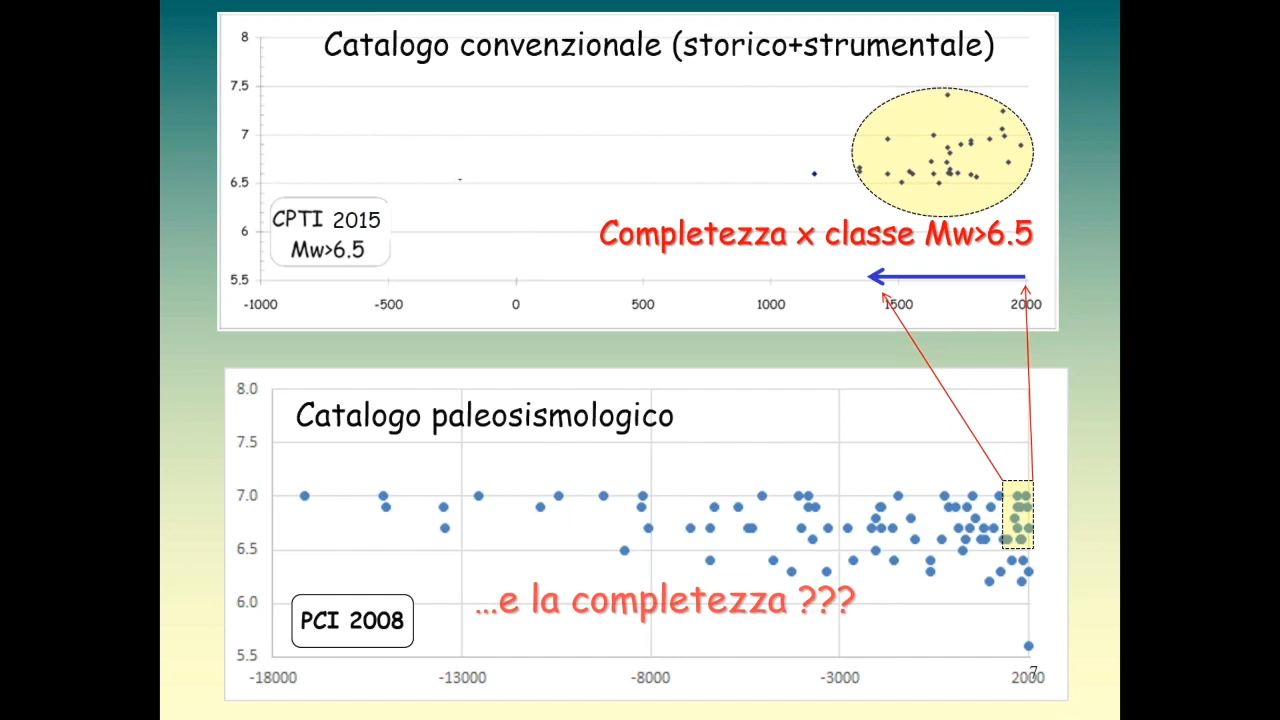 Catalogo convenzionale (storico+strumentale)
8
7.5
7
6.5
6
5.5
CPTI 2015
Mw>6.5
Completezza x classe Mw>6.5
-1000 -500 0 500 1000 1500 2000
Catalogo paleosismologico
8.0
7.5
7.0
6.5
6.0
5.5
...e la completezza ???
PCI 2008
-18000 -13000 -8000 -3000 2000
7